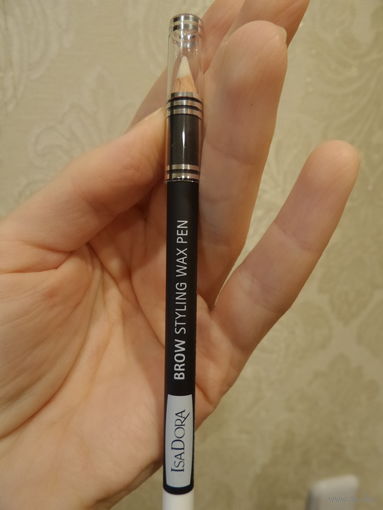 BROW STYLING WAX PEN
ISADORA